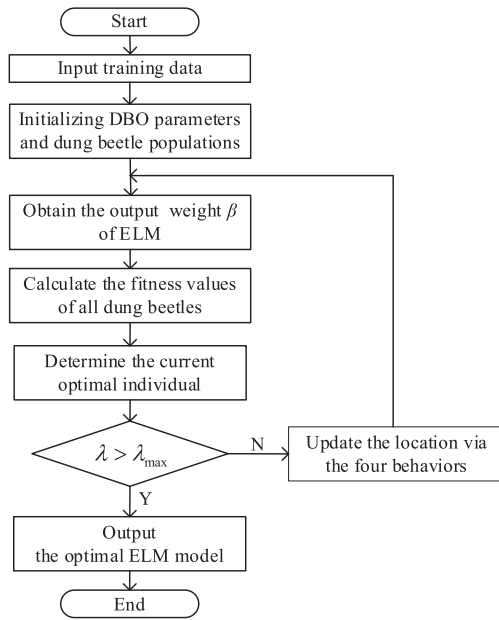 Start
Input training data
Initializing DBO parameters
and dung beetle populations
Obtain the output weight β
of ELM
Calculate the fitness values
of all dung beetles
Determine the current
optimal individual
λ > λmax
N
Update the location via
the four behaviors
Y
Output
the optimal ELM model
End